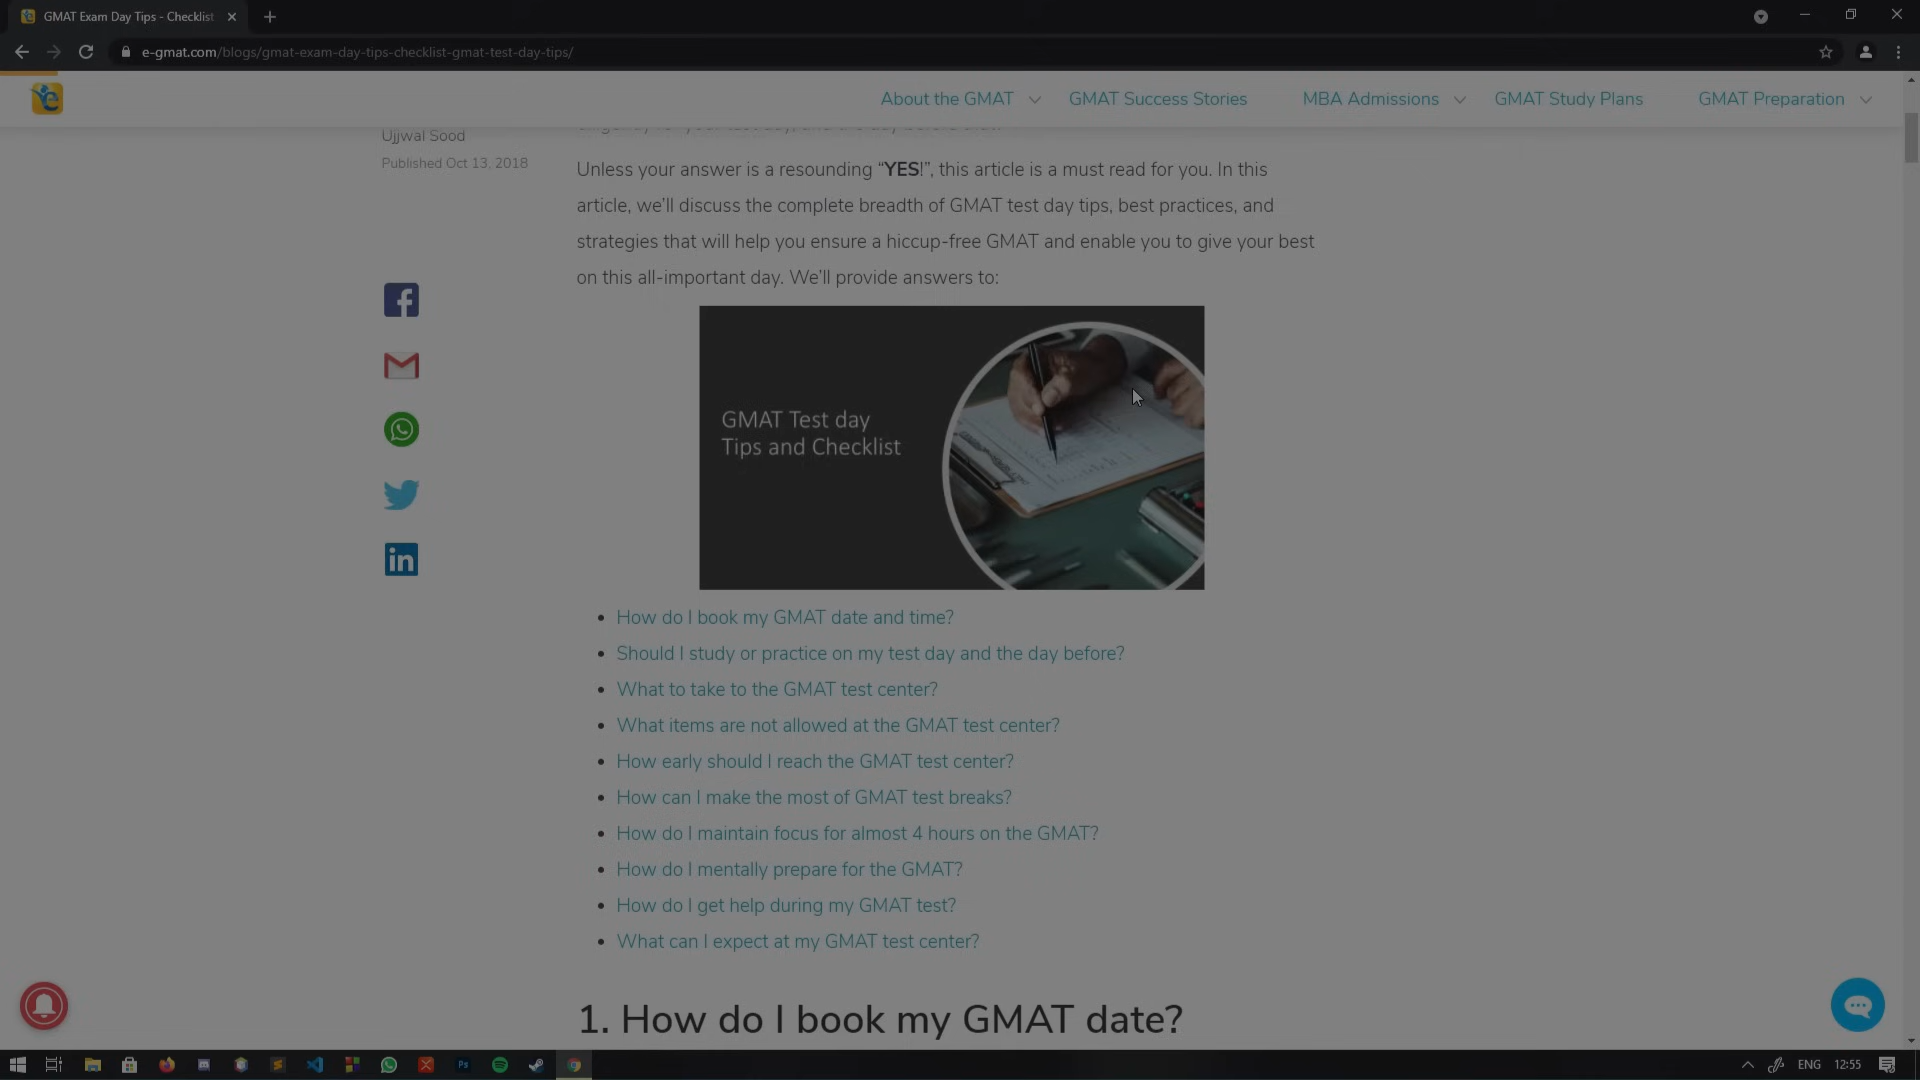 GMAT Exam Day Tips - Checklist
e-gmat.com/blogs/gmat-exam-day-tips-checklist-gmat-test-day-tips/
About the GMAT
GMAT Success Stories
MBA Admissions
GMAT Study Plans
GMAT Preparation
Ujjwal Sood
Published Oct 13, 2018
Unless your answer is a resounding “YES!”, this article is a must read for you. In this
article, we’ll discuss the complete breadth of GMAT test day tips, best practices, and
strategies that will help you ensure a hiccup-free GMAT and enable you to give your best
on this all-important day. We’ll provide answers to:
GMAT Test day
Tips and Checklist
• How do I book my GMAT date and time?
• Should I study or practice on my test day and the day before?
• What to take to the GMAT test center?
• What items are not allowed at the GMAT test center?
• How early should I reach the GMAT test center?
• How can I make the most of GMAT test breaks?
• How do I maintain focus for almost 4 hours on the GMAT?
• How do I mentally prepare for the GMAT?
• How do I get help during my GMAT test?
• What can I expect at my GMAT test center?
1. How do I book my GMAT date?
ENG
12:55